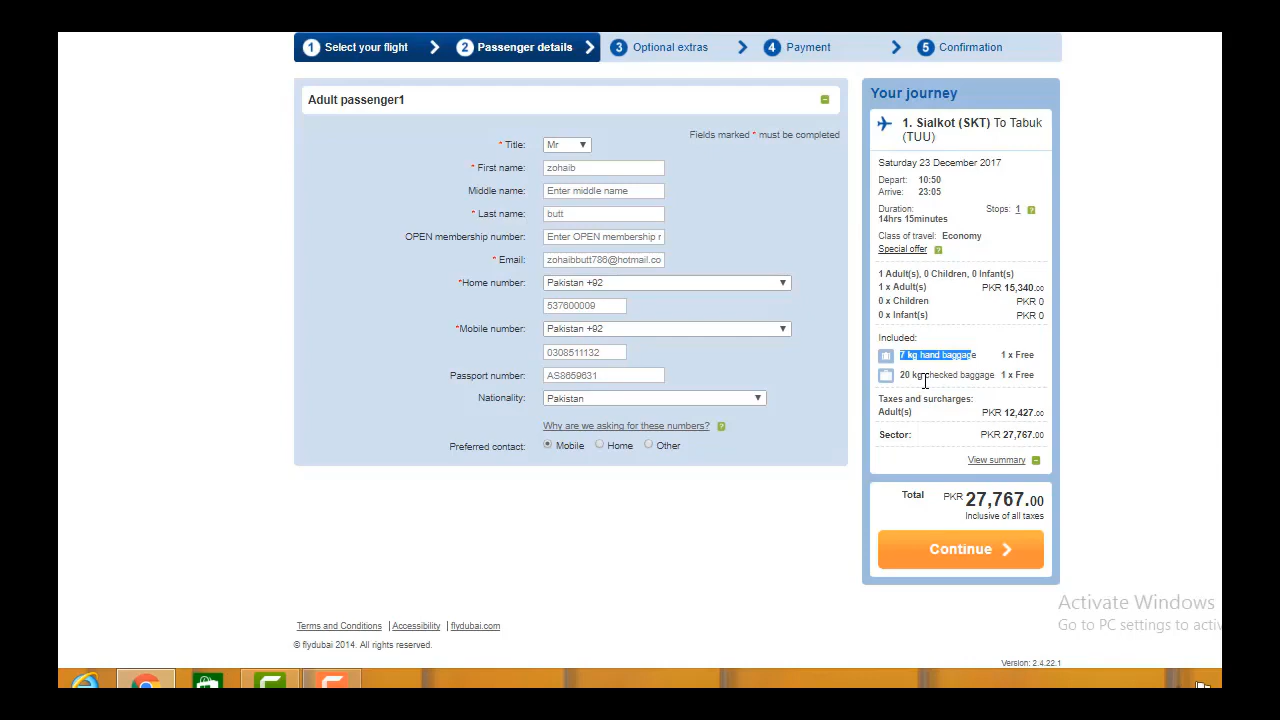 1 Select your flight
2 Passenger details
3 Optional extras
4 Payment
5 Confirmation
Adult passenger1
Fields marked * must be completed
* Title: Mr
* First name: zohaib
Middle name: Enter middle name
* Last name: butt
OPEN membership number: Enter OPEN membership r
* Email: zohaibbutt786@hotmail.co
*Home number: Pakistan +92
537600009
*Mobile number: Pakistan +92
0308511132
Passport number: AS8659631
Nationality: Pakistan
Why are we asking for these numbers? ?
Preferred contact: Mobile Home Other
Your journey
1. Sialkot (SKT) To Tabuk
(TUU)
Saturday 23 December 2017
Depart: 10:50
Arrive: 23:05
Duration: Stops: 1 ?
14hrs 15minutes
Class of travel: Economy
Special offer ?
1 Adult(s), 0 Children, 0 Infant(s)
1 x Adult(s) PKR 15,340.00
0 x Children PKR 0
0 x Infant(s) PKR 0
Included:
7 kg hand baggage 1 x Free
20 kg checked baggage 1 x Free
Taxes and surcharges:
Adult(s) PKR 12,427.00
Sector: PKR 27,767.00
View summary
Total PKR 27,767.00
Inclusive of all taxes
Continue
Activate Windows
Go to PC settings to activ
Terms and Conditions | Accessibility | flydubai.com
© flydubai 2014. All rights reserved.
Version: 2.4.22.1